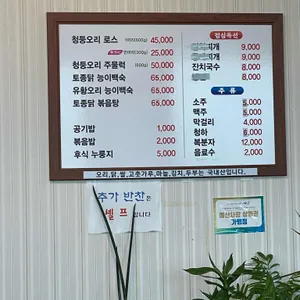 청둥오리 로스 45,000
25,000
청둥오리 주물럭 50,000
토종닭 능이백숙 65,000
유황오리 능이백숙 65,000
토종닭 볶음탕 65,000
공기밥 1,000
볶음밥 2,000
후식 누룽지 5,000
점심특선
찌개 9,000
찌개 9,000
잔치국수 8,000
8,000
주류
소주 5,000
맥주 5,000
막걸리 4,000
청하 6,000
복분자 12,000
음료수 2,000
오리,닭,쌀,고춧가루,마늘,김치,두부는 국내산입니다.
추가 반찬은
셀프입니다
가맹점